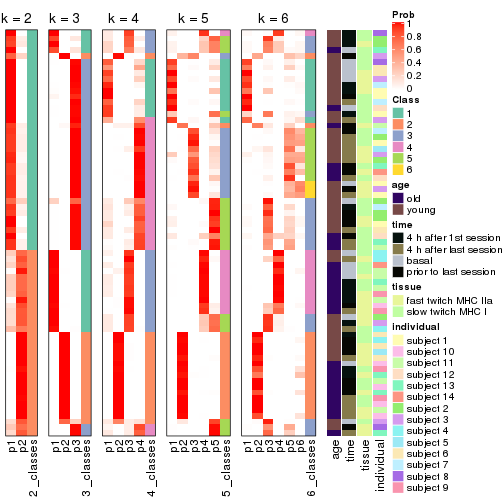 k = 2
k = 3
k = 4
k = 5
k = 6
p1
p2
2_classes
p1
p2
p3
3_classes
p1
p2
p3
p4
4_classes
p1
p2
p3
p4
p5
5_classes
p1
p2
p3
p4
p5
p6
6_classes
age
time
tissue
individual
Prob
1
0.8
0.6
0.4
0.2
0
Class
1
2
3
4
5
6
age
old
young
time
4 h after 1st session
4 h after last session
basal
prior to last session
tissue
fast twitch MHC IIa
slow twitch MHC I
individual
subject 1
subject 10
subject 11
subject 12
subject 13
subject 14
subject 2
subject 3
subject 4
subject 5
subject 6
subject 7
subject 8
subject 9